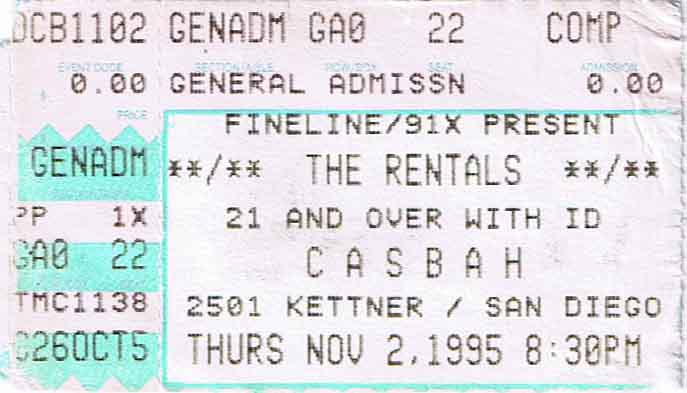 DCB1102 GENADM GA0 22 COMP
EVENT CODE SECTION/AISLE ROW/BOX SEAT ADMISSION
0.00 GENERAL ADMISSN 0.00
PRICE
FINELINE/91X PRESENT
GENADM **/** THE RENTALS **/**
PP 1X 21 AND OVER WITH ID
GA0 22 CASBAH
TMC1138 2501 KETTNER / SAN DIEGO
C26OCT5 THURS NOV 2,1995 8:30PM